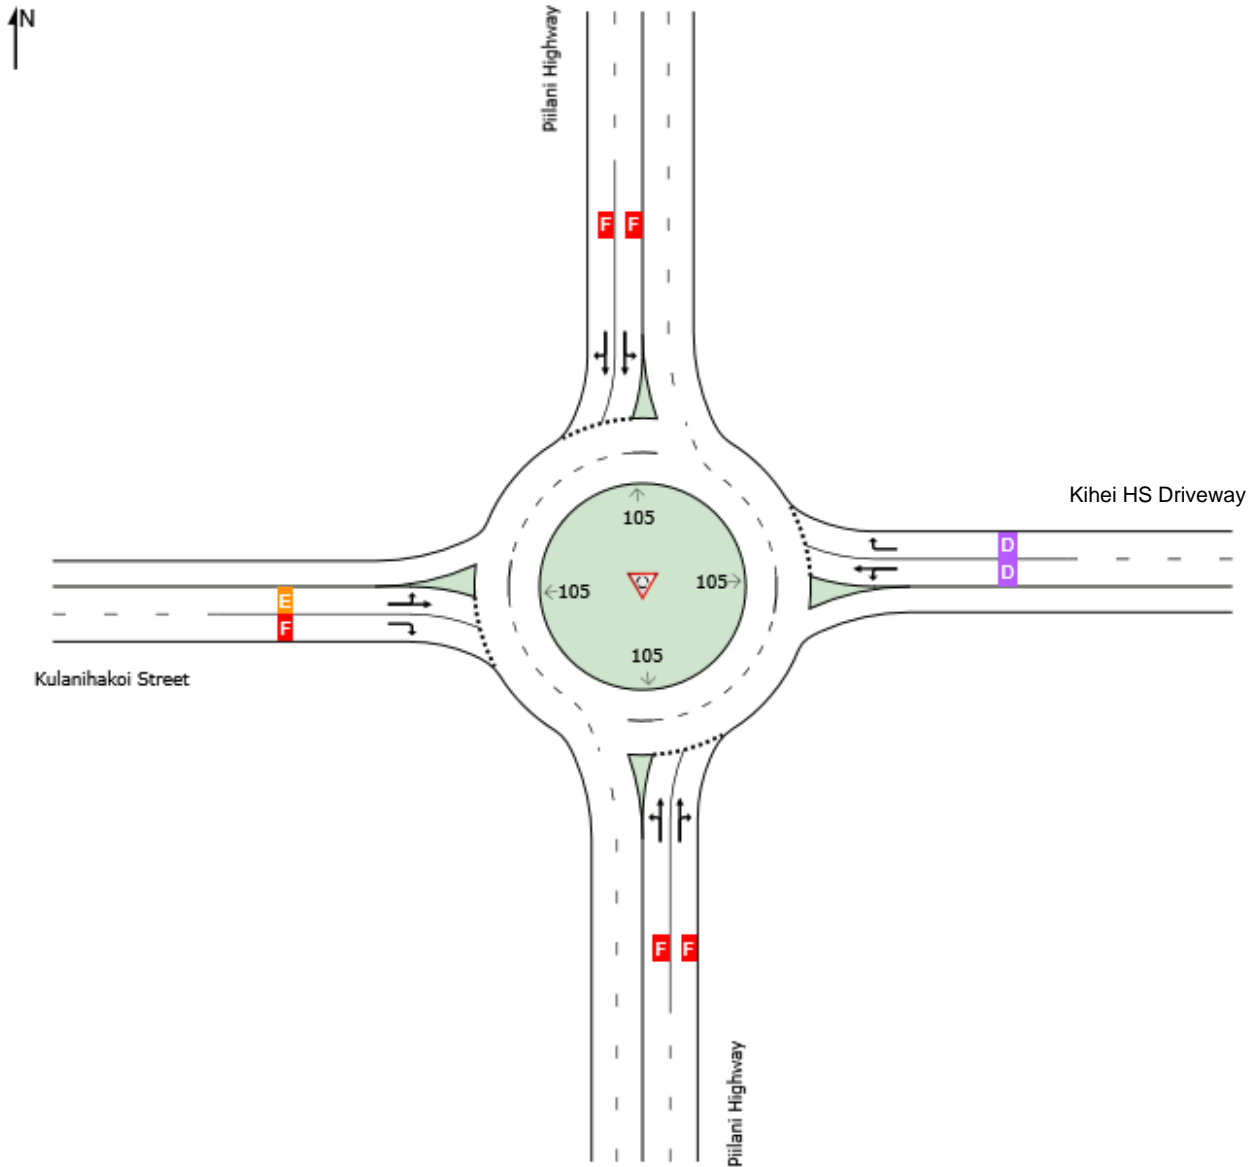 N
Piilani Highway
F F
Kihei HS Driveway
105
D
D
105
105
E
F
105
Kulanihakoi Street
F F
Piilani Highway